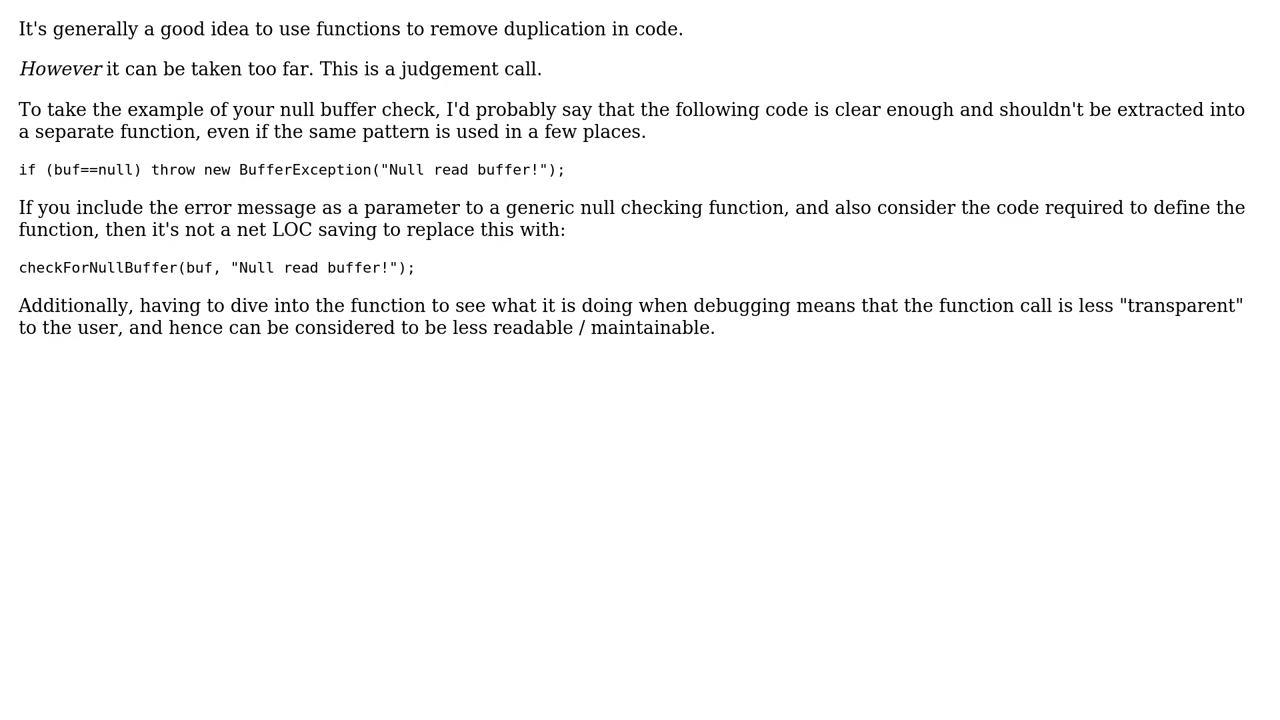 It's generally a good idea to use functions to remove duplication in code.
However it can be taken too far. This is a judgement call.
To take the example of your null buffer check, I'd probably say that the following code is clear enough and shouldn't be extracted into
a separate function, even if the same pattern is used in a few places.
if (buf==null) throw new BufferException("Null read buffer!");
If you include the error message as a parameter to a generic null checking function, and also consider the code required to define the
function, then it's not a net LOC saving to replace this with:
checkForNullBuffer(buf, "Null read buffer!");
Additionally, having to dive into the function to see what it is doing when debugging means that the function call is less "transparent"
to the user, and hence can be considered to be less readable / maintainable.